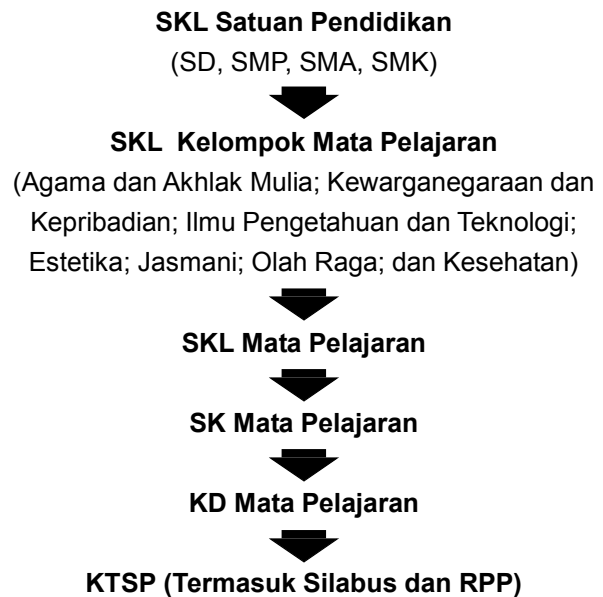 SKL Satuan Pendidikan
(SD, SMP, SMA, SMK)
SKL Kelompok Mata Pelajaran
(Agama dan Akhlak Mulia; Kewarganegaraan dan
Kepribadian; Ilmu Pengetahuan dan Teknologi;
Estetika; Jasmani; Olah Raga; dan Kesehatan)
SKL Mata Pelajaran
SK Mata Pelajaran
KD Mata Pelajaran
KTSP (Termasuk Silabus dan RPP)